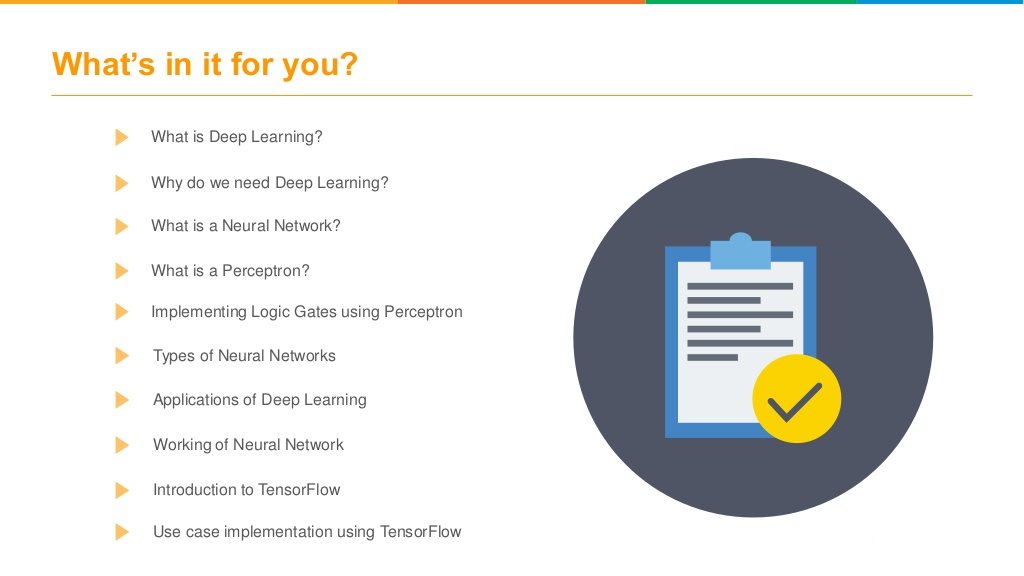 What’s in it for you?
What is Deep Learning?
Why do we need Deep Learning?
What is a Neural Network?
What is a Perceptron?
Implementing Logic Gates using Perceptron
Types of Neural Networks
Applications of Deep Learning
Working of Neural Network
Introduction to TensorFlow
Use case implementation using TensorFlow